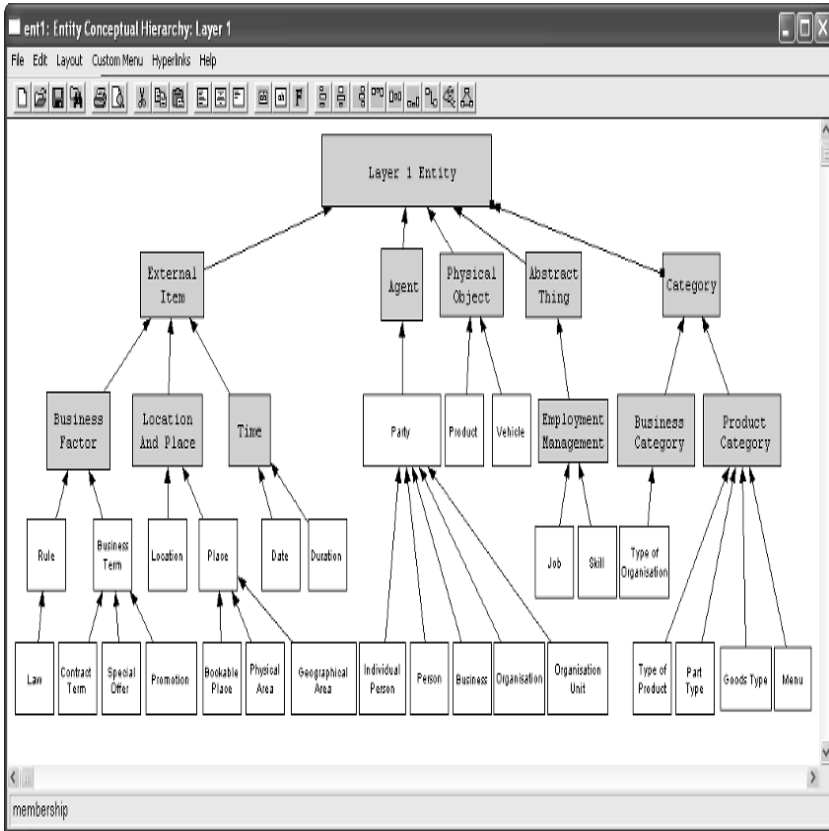 ent1: Entity Conceptual Hierarchy: Layer 1
File Edit Layout Custom Menu Hyperlinks Help
Layer 1 Entity
External
Item
Agent
Physical
Object
Abstract
Thing
Category
Business
Factor
Location
And Place
Time
Party
Product
Vehicle
Employment
Management
Business
Category
Product
Category
Rule
Business
Term
Location
Place
Date
Duration
Job
Skill
Type of
Organisation
Law
Contract
Term
Special
Offer
Promotion
Bookable
Place
Physical
Area
Geographical
Area
Individual
Person
Person
Business
Organisation
Organisation
Unit
Type of
Product
Part
Type
Goods Type
Menu
membership